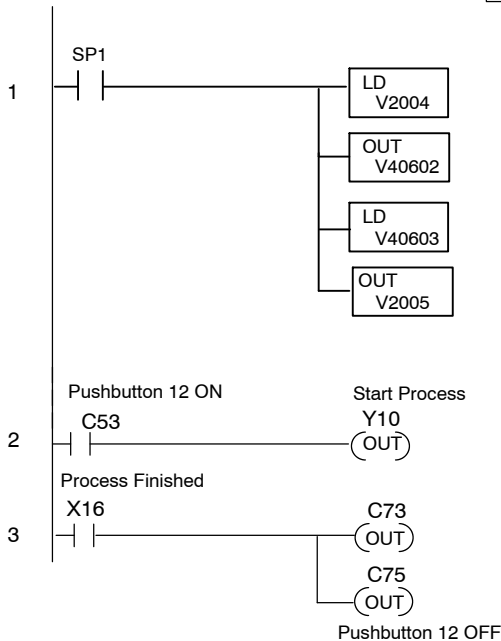 SP1
1
LD
V2004
OUT
V40602
LD
V40603
OUT
V2005
Pushbutton 12 ON
Start Process
C53
Y10
2
OUT
Process Finished
X16
C73
3
OUT
C75
OUT
Pushbutton 12 OFF